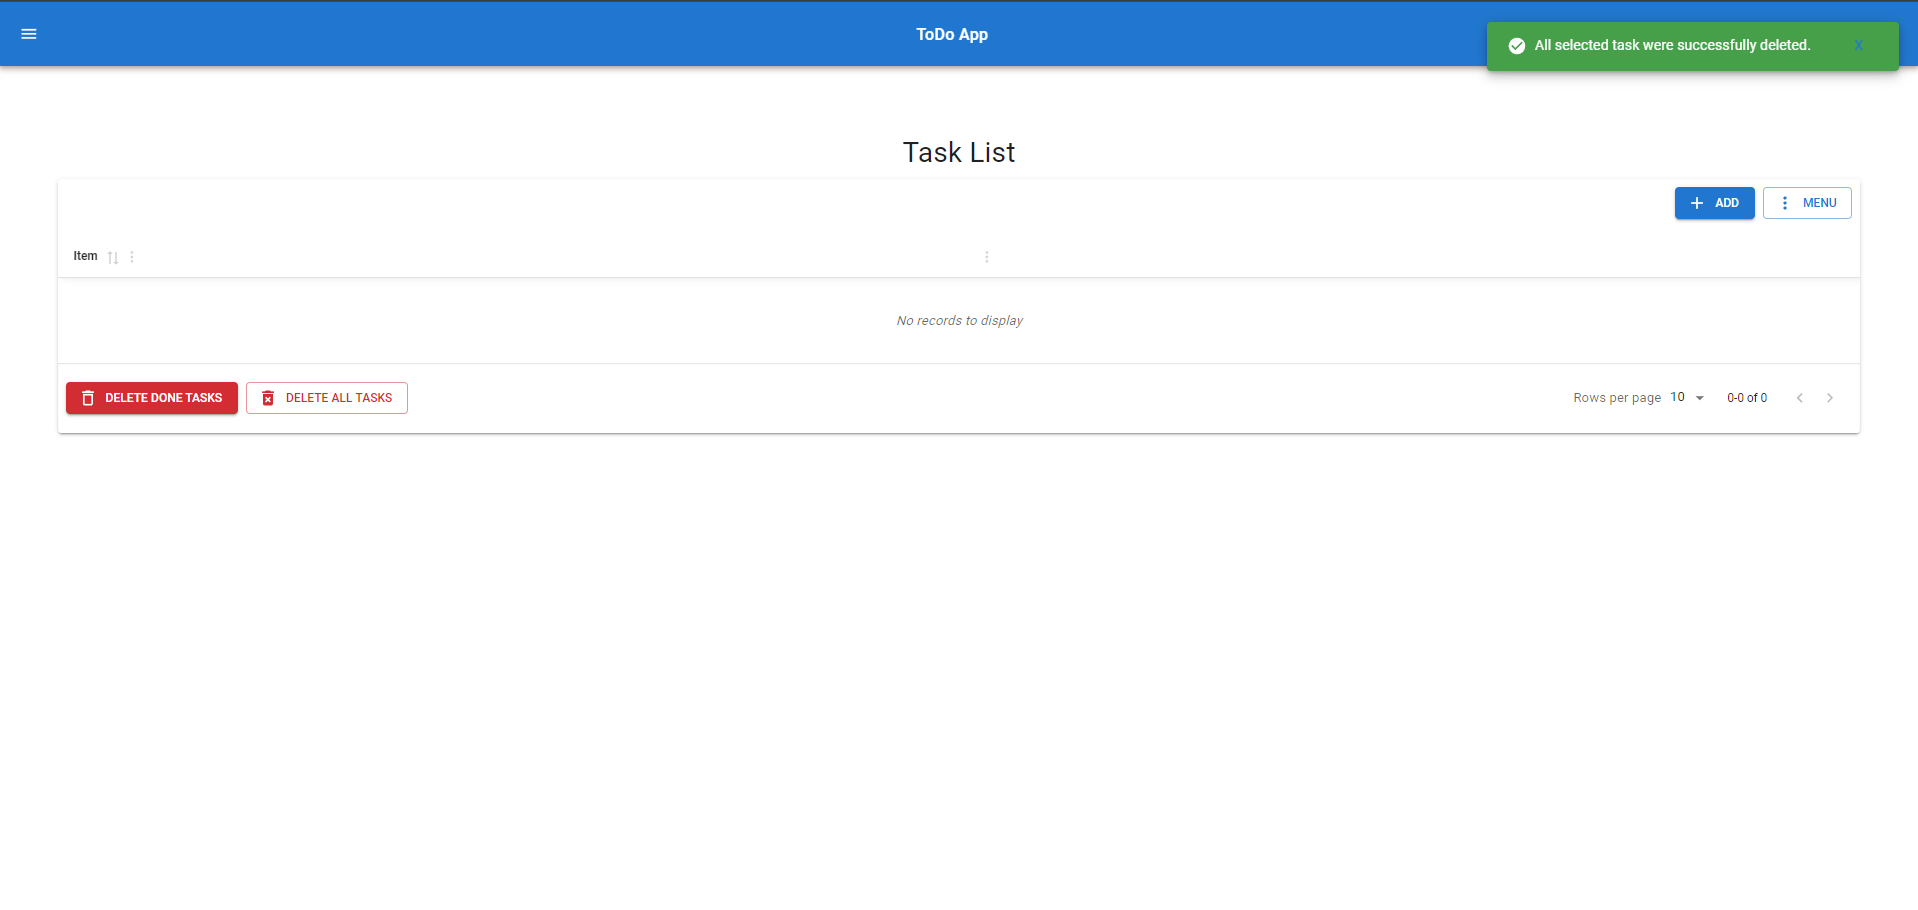 ToDo App
All selected task were successfully deleted. X
Task List
ADD MENU
Item
No records to display
DELETE DONE TASKS DELETE ALL TASKS Rows per page 10 0-0 of 0